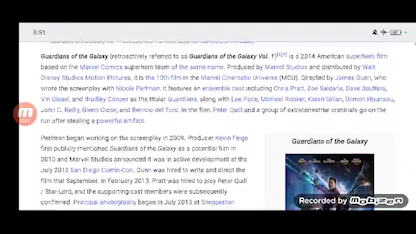 5:51
Guardians of the Galaxy (retroactively referred to as Guardians of the Galaxy Vol. 1) is a 2014 American superhero film
based on the Marvel Comics superhero team of the same name. Produced by Marvel Studios and distributed by Walt
Disney Studios Motion Pictures, it is the 10th film in the Marvel Cinematic Universe (MCU). Directed by James Gunn, who
wrote the screenplay with Nicole Perlman, it features an ensemble cast including Chris Pratt, Zoe Saldaña, Dave Bautista,
Vin Diesel, and Bradley Cooper as the titular Guardians, along with Lee Pace, Michael Rooker, Karen Gillan, Djimon Hounsou,
John C. Reilly, Glenn Close, and Benicio del Toro. In the film, Peter Quill and a group of extraterrestrial criminals go on the
run after stealing a powerful artifact.
Perlman began working on the screenplay in 2009. Producer Kevin Feige
first publicly mentioned Guardians of the Galaxy as a potential film in
2010 and Marvel Studios announced it was in active development at the
July 2012 San Diego Comic-Con. Gunn was hired to write and direct the
film that September. In February 2013, Pratt was hired to play Peter Quill
/ Star-Lord, and the supporting cast members were subsequently
confirmed. Principal photography began in July 2013 at Shepperton
Guardians of the Galaxy
Recorded by Mobizen